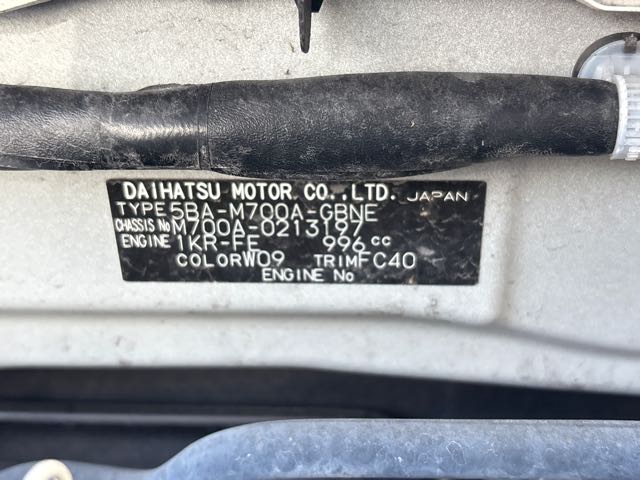 DAIHATSU MOTOR.CO.,LTD. JAPAN
TYPE 5BA-M700A-GBNE
CHASSIS No M700A-0213197
ENGINE 1KR-FE 996cc
COLOR W09 TRIM FC40
ENGINE No